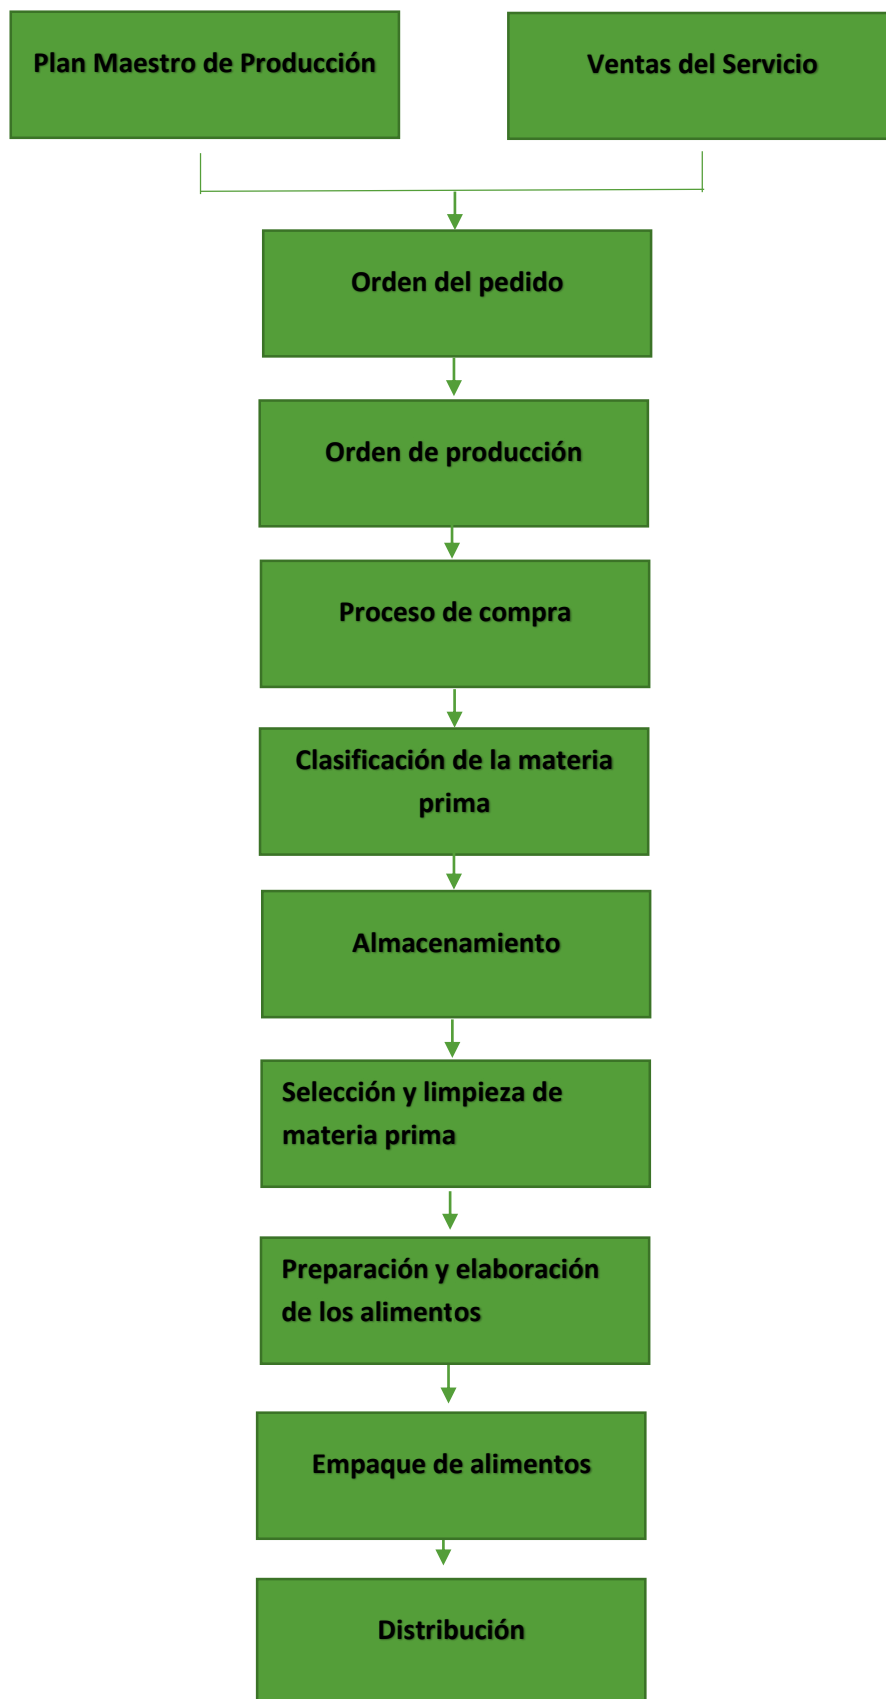 Plan Maestro de Producción
Ventas del Servicio
Orden del pedido
Orden de producción
Proceso de compra
Clasificación de la materia
prima
Almacenamiento
Selección y limpieza de
materia prima
Preparación y elaboración
de los alimentos
Empaque de alimentos
Distribución